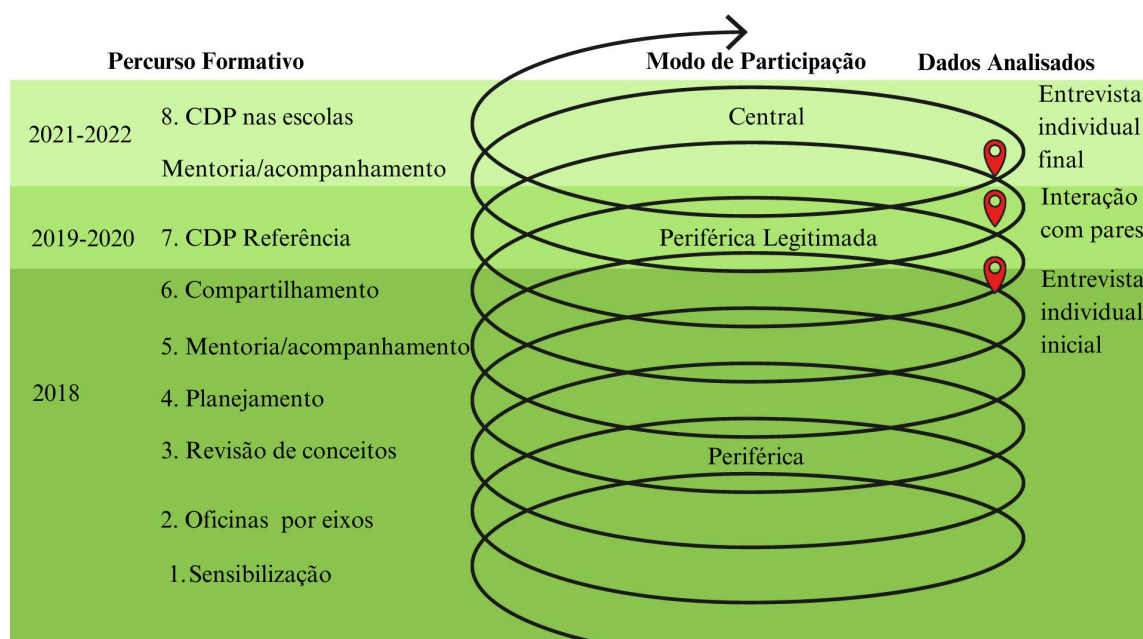 Percurso Formativo
Modo de Participação
Dados Analisados
2021-2022
8. CDP nas escolas
Mentoria/acompanhamento
Central
Entrevista
individual
final
2019-2020
7. CDP Referência
Periférica Legitimada
Interação
com pares
2018
6. Compartilhamento
5. Mentoria/acompanhamento
4. Planejamento
3. Revisão de conceitos
2. Oficinas por eixos
1. Sensibilização
Periférica
Entrevista
individual
inicial